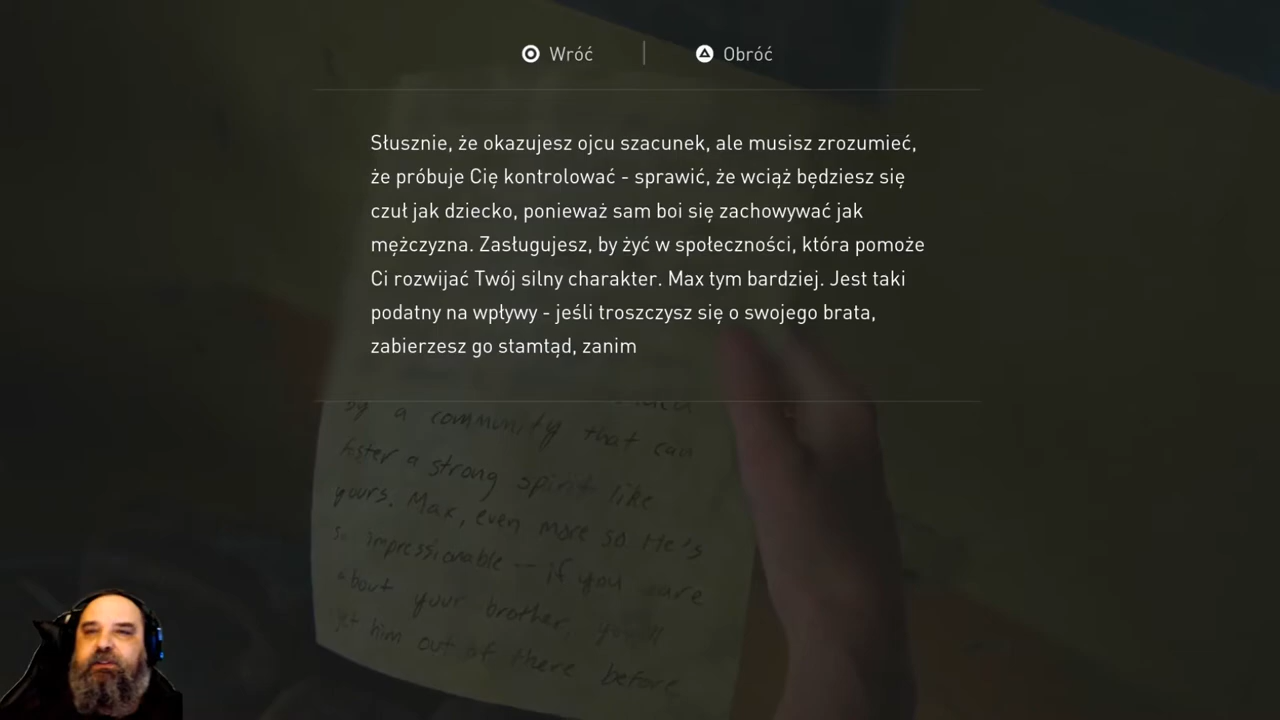 Wróć
Obróć
Słusznie, że okazujesz ojcu szacunek, ale musisz zrozumieć,
że próbuje Cię kontrolować - sprawić, że wciąż będziesz się
czuł jak dziecko, ponieważ sam boi się zachowywać jak
mężczyzna. Zasługujesz, by żyć w społeczności, która pomoże
Ci rozwijać Twój silny charakter. Max tym bardziej. Jest taki
podatny na wpływy - jeśli troszczysz się o swojego brata,
zabierzesz go stamtąd, zanim
by a community that can
foster a strong spirit like
yours. Max, even more so. He's
so impressionable -- if you care
about your brother, you'll
get him out of there before